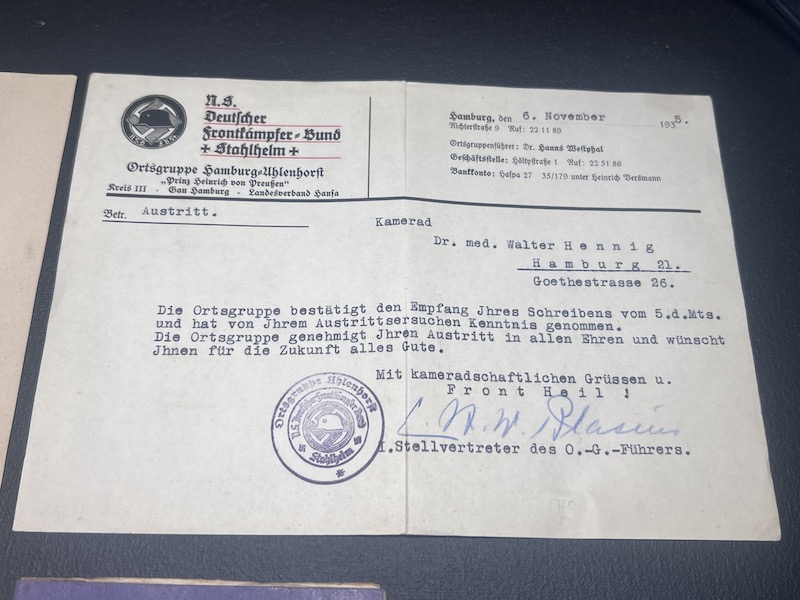 N.S.
Deutscher
Frontkämpfer=Bund
+ Stahlhelm +
Ortsgruppe Hamburg=Uhlenhorst
„Prinz Heinrich von Preußen“
Kreis III - Gau Hamburg - Landesverband Hansa
Hamburg, den 6. November 1935.
Richterstraße 9 Ruf: 22 11 89
Ortsgruppenführer: Dr. Hanns Westphal
Geschäftsstelle: Höltystraße 1 Ruf: 22 51 86
Bankkonto: Haspa 27 35/179 unter Heinrich Versmann
Betr. Austritt.
Kamerad
Dr. med. Walter Hennig
Hamburg 21.
Goethestrasse 26.
Die Ortsgruppe bestätigt den Empfang Jhres Schreibens vom 5.d.Mts.
und hat von Jhrem Austrittsersuchen Kenntnis genommen.
Die Ortsgruppe genehmigt Jhren Austritt in allen Ehren und wünscht
Jhnen für die Zukunft alles Gute.
Mit kameradschaftlichen Grüssen u.
Front Heil !
Blasius
I.Stellvertreter des O.-G.-Führers.
Ortsgruppe Uhlenhorst
N.S. Deutscher Frontkämpfer Bund
Stahlhelm